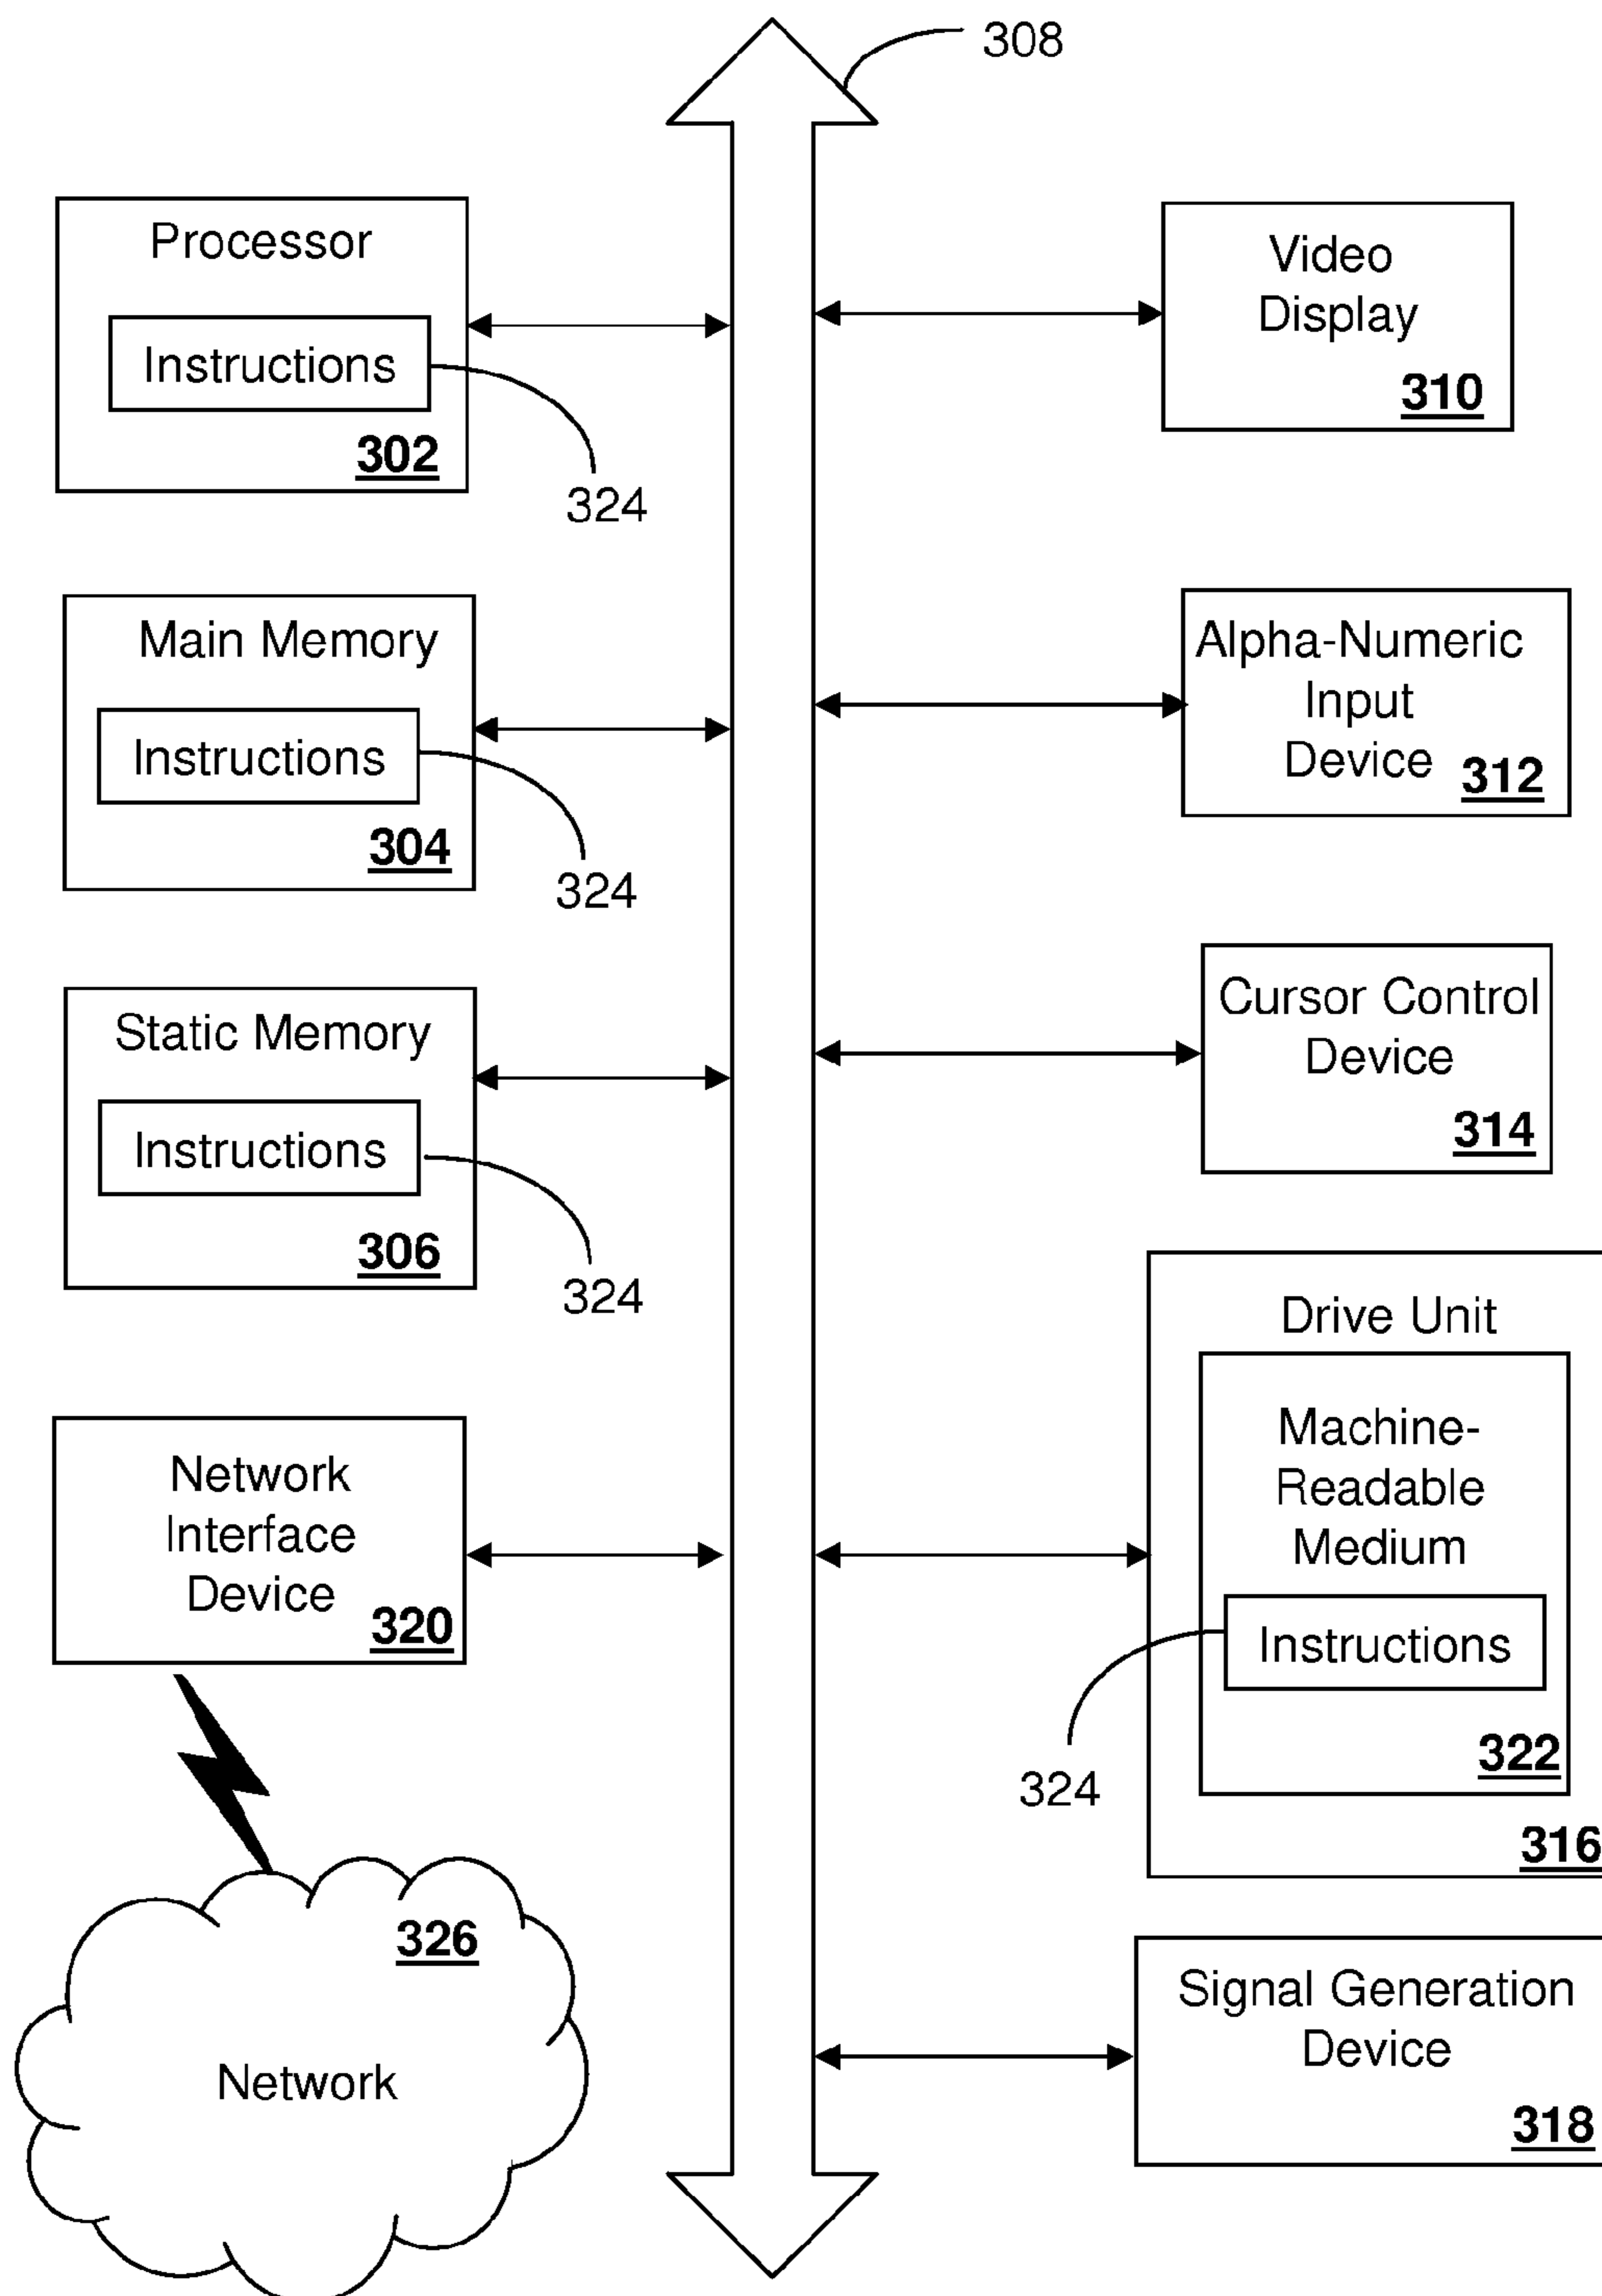 308
Processor
Instructions
302
324
Main Memory
Instructions
304
324
Static Memory
Instructions
306
324
Network
Interface
Device
320
326
Network
Video
Display
310
Alpha-Numeric
Input
Device 312
Cursor Control
Device
314
Drive Unit
Machine-
Readable
Medium
Instructions
322
324
316
Signal Generation
Device
318